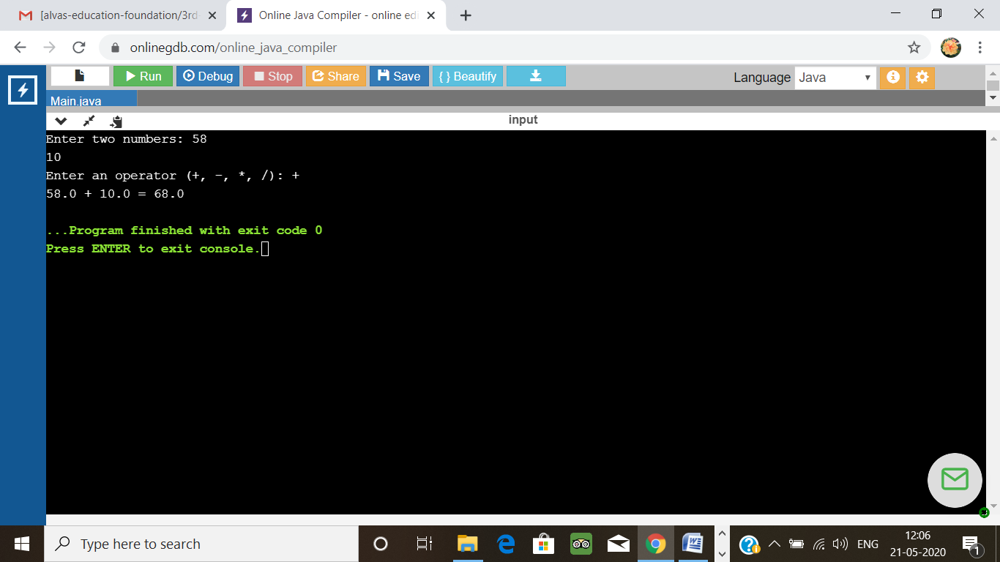 [alvas-education-foundation/3rd
Online Java Compiler - online edi
onlinegdb.com/online_java_compiler
Run
Debug
Stop
Share
Save
{ } Beautify
Language
Java
Main.java
input
Enter two numbers: 58
10
Enter an operator (+, -, *, /): +
58.0 + 10.0 = 68.0
...Program finished with exit code 0
Press ENTER to exit console.
Type here to search
ENG
12:06
21-05-2020
1